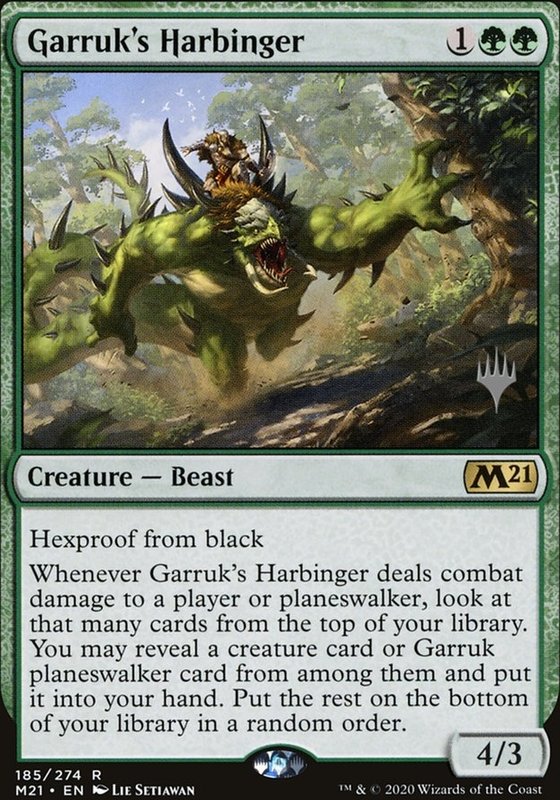 Garruk's Harbinger 1
Creature — Beast M21
Hexproof from black
Whenever Garruk's Harbinger deals combat
damage to a player or planeswalker, look at
that many cards from the top of your library.
You may reveal a creature card or Garruk
planeswalker card from among them and put
it into your hand. Put the rest on the bottom
of your library in a random order.
4/3
185/274 R
M21 • EN Lie Setiawan ™ & © 2020 Wizards of the Coast